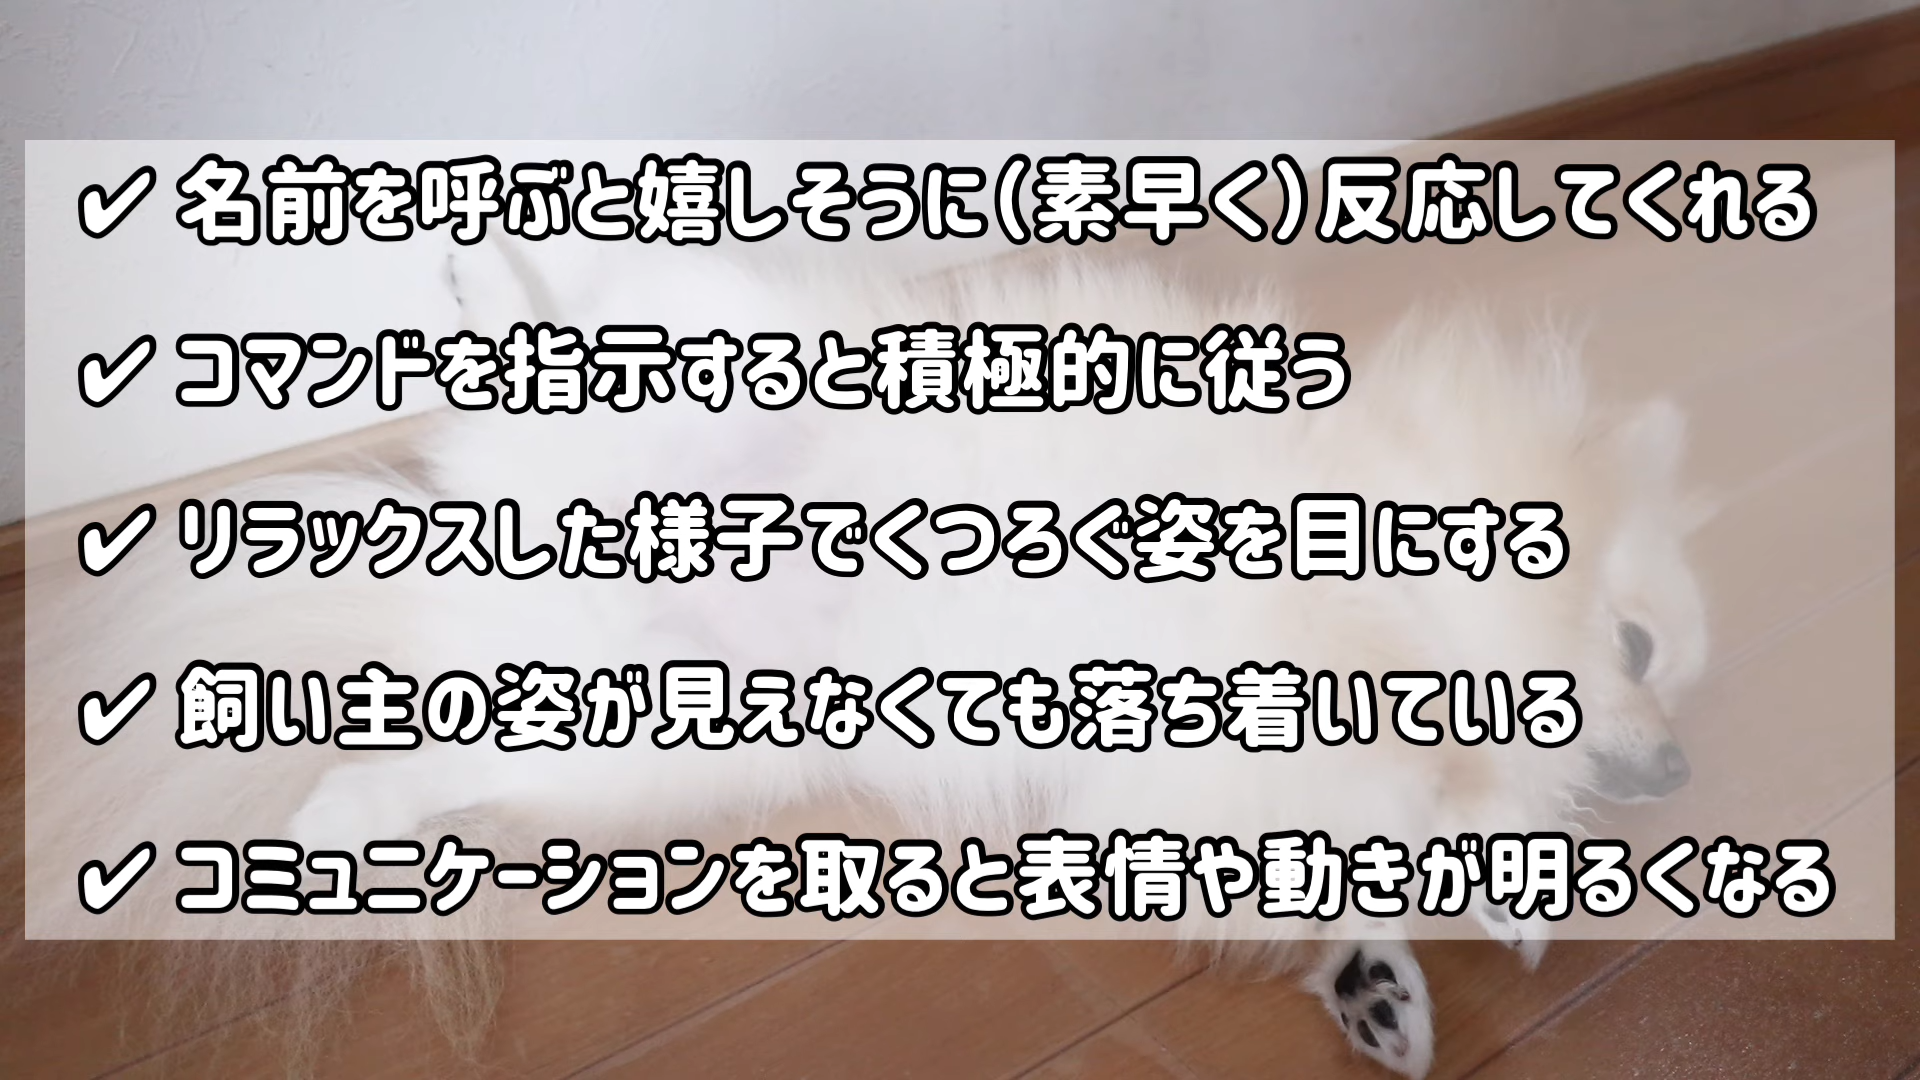 ✔ 名前を呼ぶと嬉しそうに（素早く）反応してくれる
✔ コマンドを指示すると積極的に従う
✔ リラックスした様子でくつろぐ姿を目にする
✔ 飼い主の姿が見えなくても落ち着いている
✔ コミュニケーションを取ると表情や動きが明るくなる